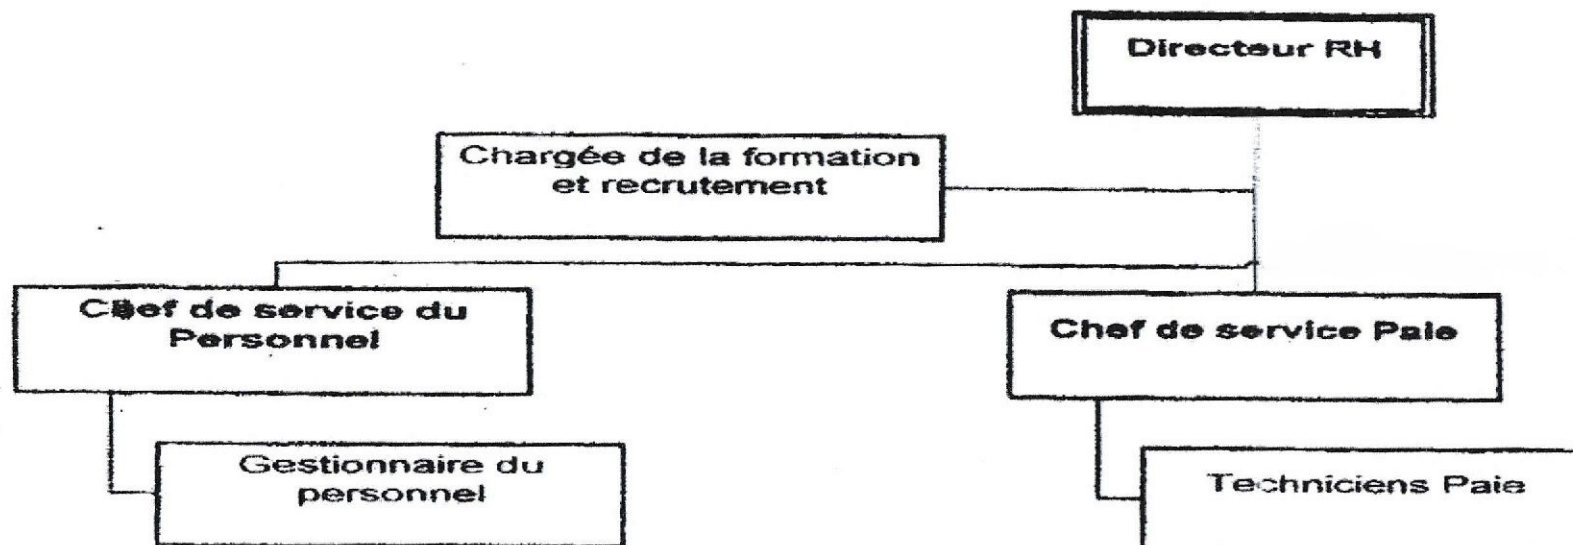 Directeur RH
Chargée de la formation
et recrutement
Chef de service du
Personnel
Chef de service Paie
Gestionnaire du
personnel
Techniciens Paie